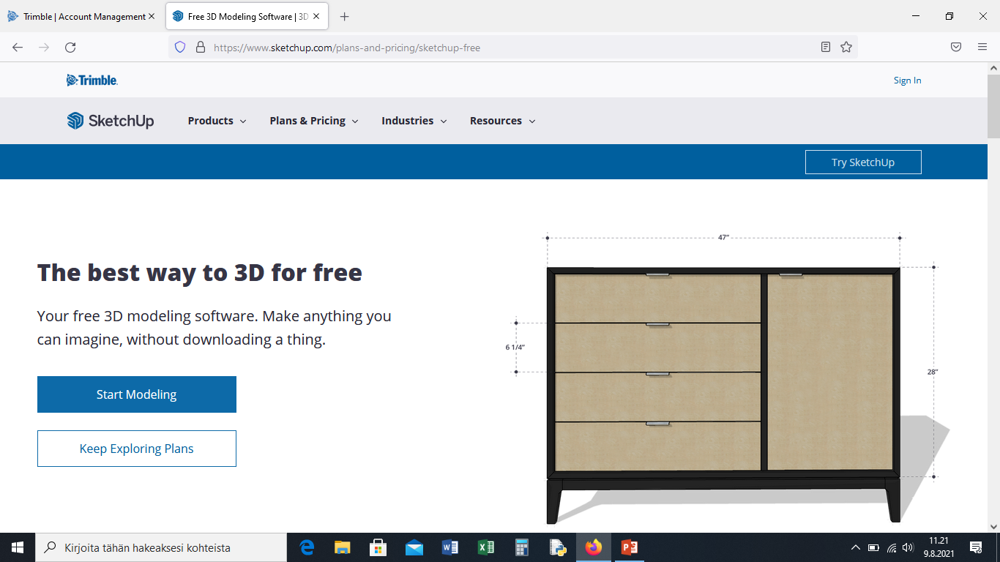 Trimble | Account Management
Free 3D Modeling Software | 3D
https://www.sketchup.com/plans-and-pricing/sketchup-free
Trimble
Sign In
SketchUp
Products
Plans & Pricing
Industries
Resources
Try SketchUp
47"
The best way to 3D for free
Your free 3D modeling software. Make anything you
can imagine, without downloading a thing.
6 1/4"
28"
Start Modeling
Keep Exploring Plans
Kirjoita tähän hakeaksesi kohteista
11.21
9.8.2021